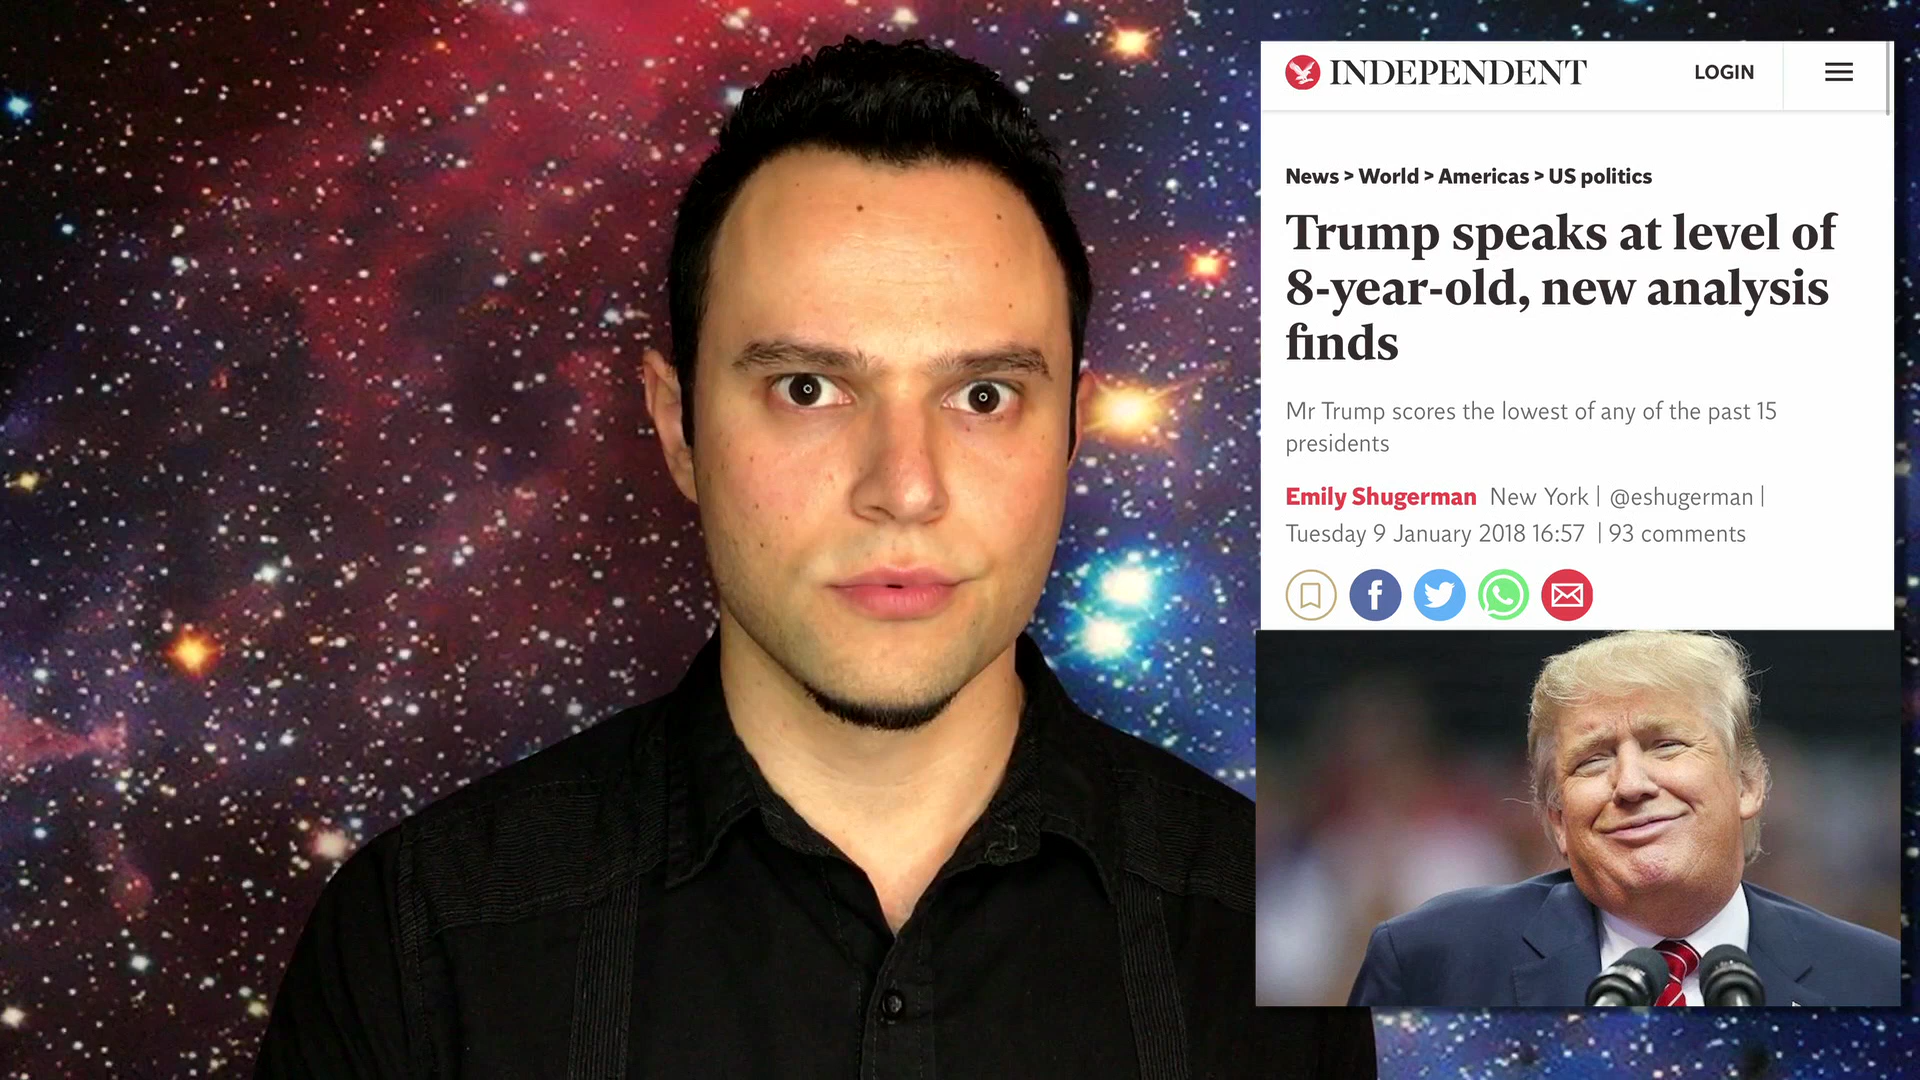 INDEPENDENT
LOGIN
News > World > Americas > US politics
Trump speaks at level of
8-year-old, new analysis
finds
Mr Trump scores the lowest of any of the past 15
presidents
Emily Shugerman New York | @eshugerman |
Tuesday 9 January 2018 16:57 | 93 comments